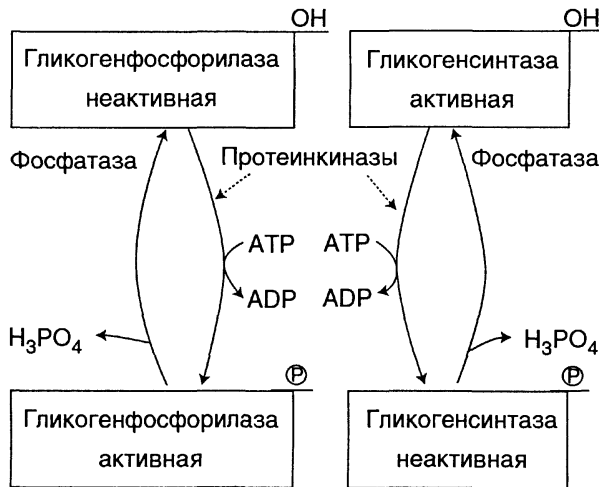 OH
OH
Гликогенфосфорилаза
неактивная
Гликогенсинтаза
активная
Фосфатаза
Протеинкиназы
Фосфатаза
ATP
ATP
ADP
ADP
H₃PO₄
H₃PO₄
P
P
Гликогенфосфорилаза
активная
Гликогенсинтаза
неактивная